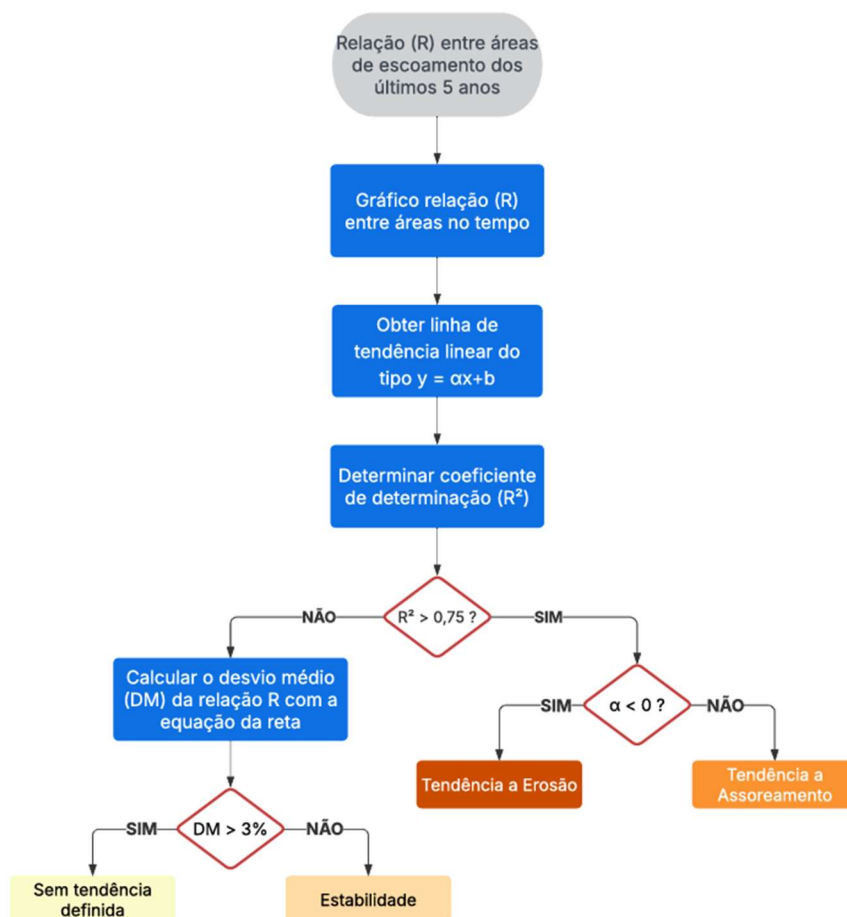 Relação (R) entre áreas
de escoamento dos
últimos 5 anos
Gráfico relação (R)
entre áreas no tempo
Obter linha de
tendência linear do
tipo y = αx+b
Determinar coeficiente
de determinação (R²)
R² > 0,75 ?
NÃO
SIM
Calcular o desvio médio
(DM) da relação R com a
equação da reta
α < 0 ?
SIM
NÃO
Tendência a Erosão
Tendência a
Assoreamento
DM > 3%
SIM
NÃO
Sem tendência
definida
Estabilidade